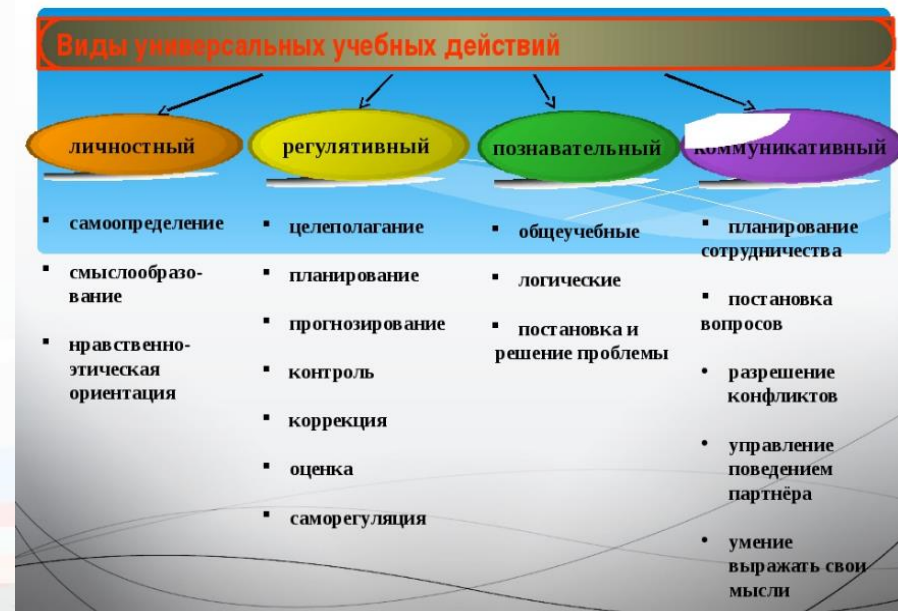 Виды универсальных учебных действий
личностный
регулятивный
познавательный
коммуникативный
самоопределение
смыслообразо-
вание
нравственно-
этическая
ориентация
целеполагание
планирование
прогнозирование
контроль
коррекция
оценка
саморегуляция
общеучебные
логические
постановка и
решение проблемы
планирование
сотрудничества
постановка
вопросов
разрешение
конфликтов
управление
поведением
партнёра
умение
выражать свои
мысли